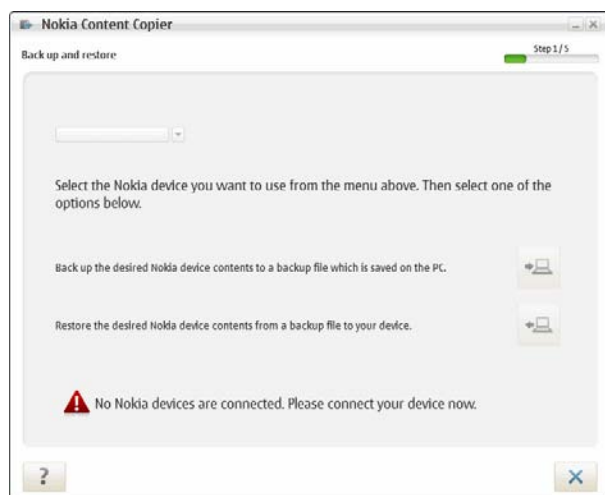 Nokia Content Copier
Back up and restore
Step 1 / 5
Select the Nokia device you want to use from the menu above. Then select one of the
options below.
Back up the desired Nokia device contents to a backup file which is saved on the PC.
Restore the desired Nokia device contents from a backup file to your device.
No Nokia devices are connected. Please connect your device now.
?